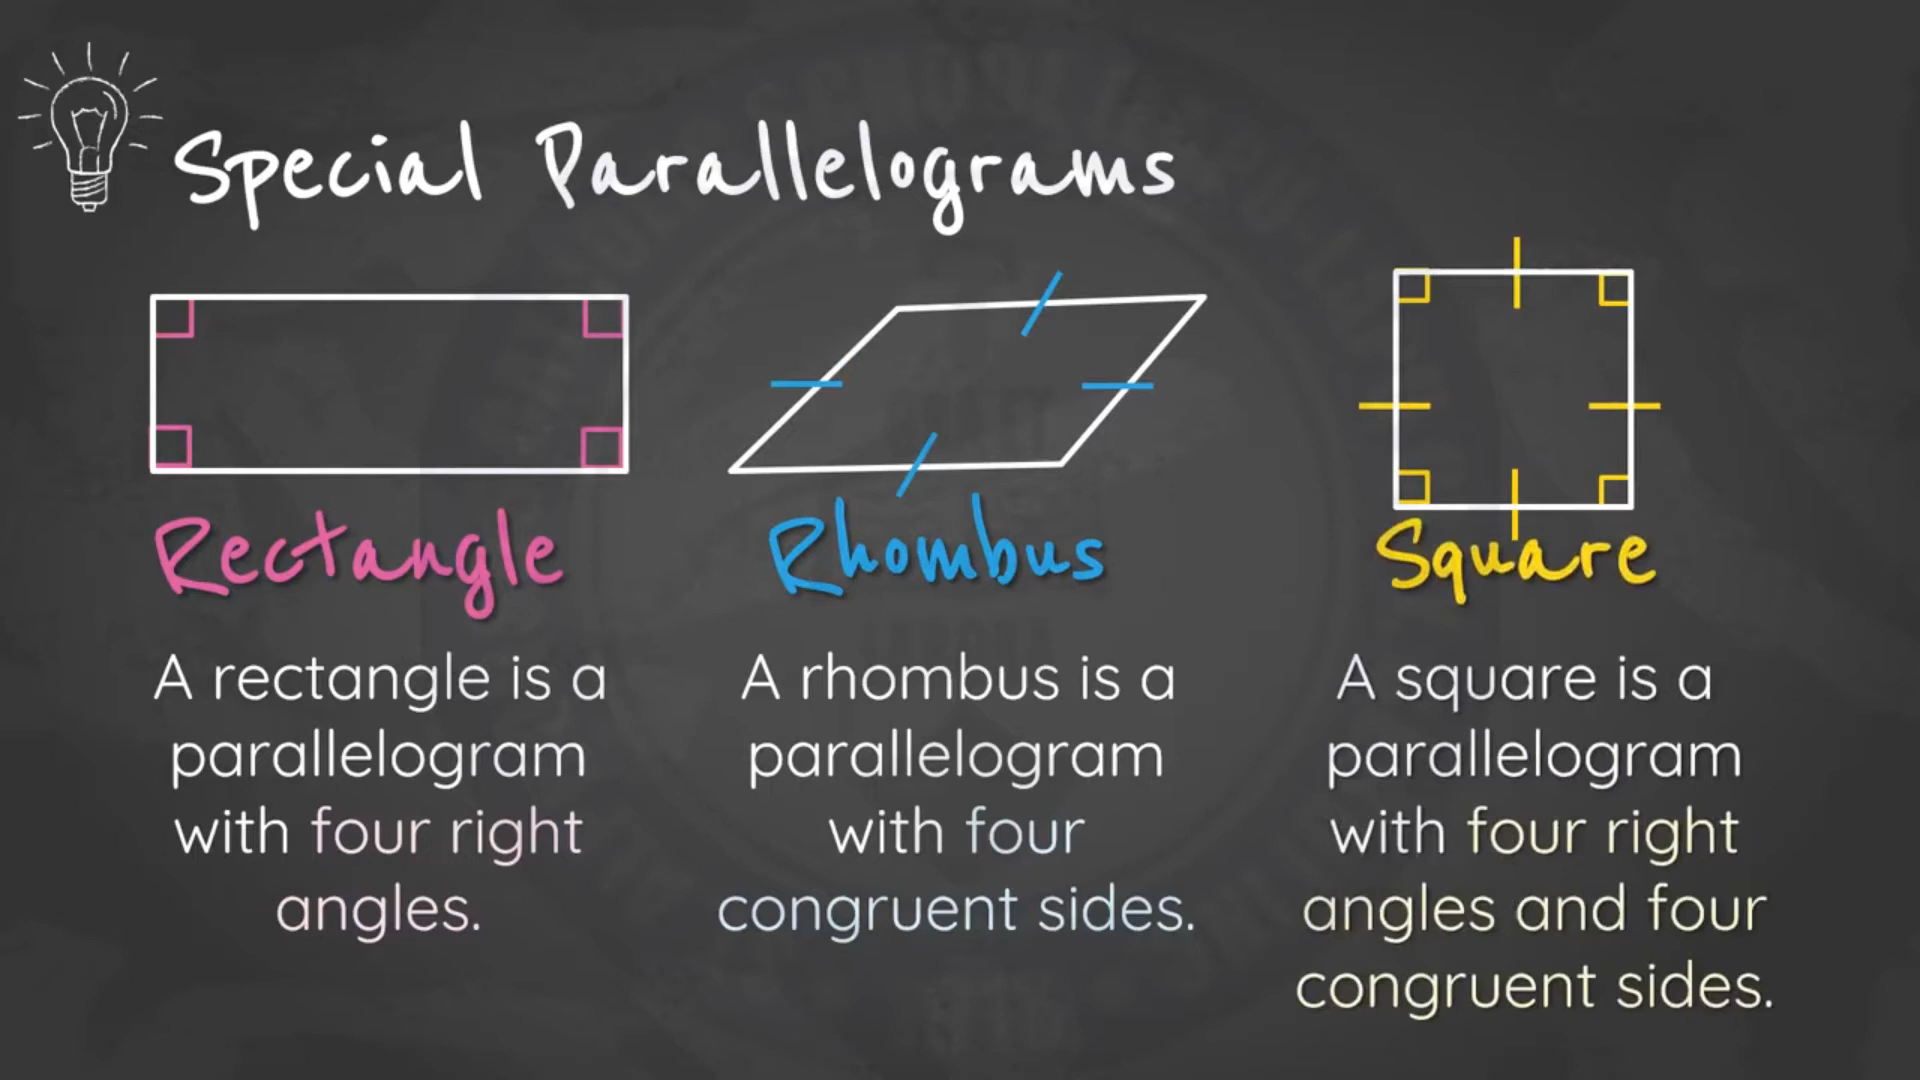 Special Parallelograms
Rectangle
A rectangle is a
parallelogram
with four right
angles.
Rhombus
A rhombus is a
parallelogram
with four
congruent sides.
Square
A square is a
parallelogram
with four right
angles and four
congruent sides.